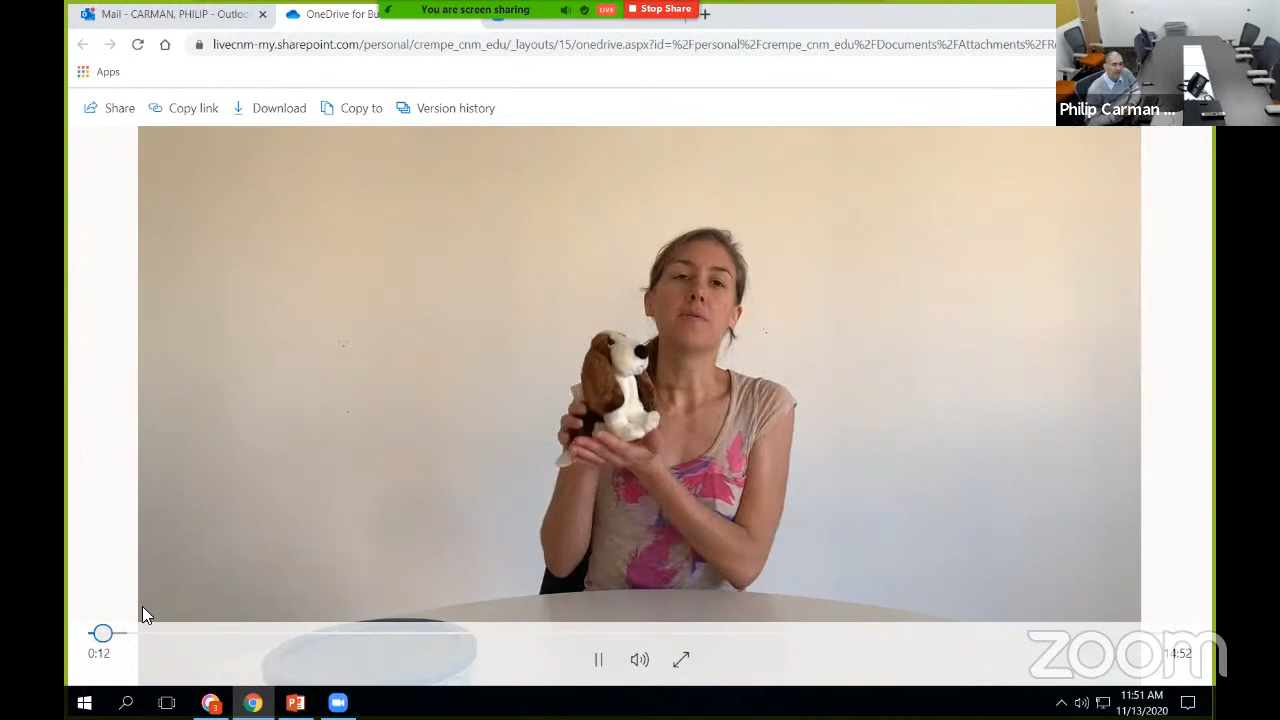 Mail - CARMAN, PHILIP - Outloo
OneDrive for Bu
You are screen sharing
LIVE
Stop Share
livecnm-my.sharepoint.com/personal/crempe_cnm_edu/_layouts/15/onedrive.aspx?id=%2Fpersonal%2Fcrempe_cnm_edu%2FDocuments%2FAttachments%2FR
Apps
Share
Copy link
Download
Copy to
Version history
Philip Carman ...
0:12
14:52
zoom
3
11:51 AM
11/13/2020